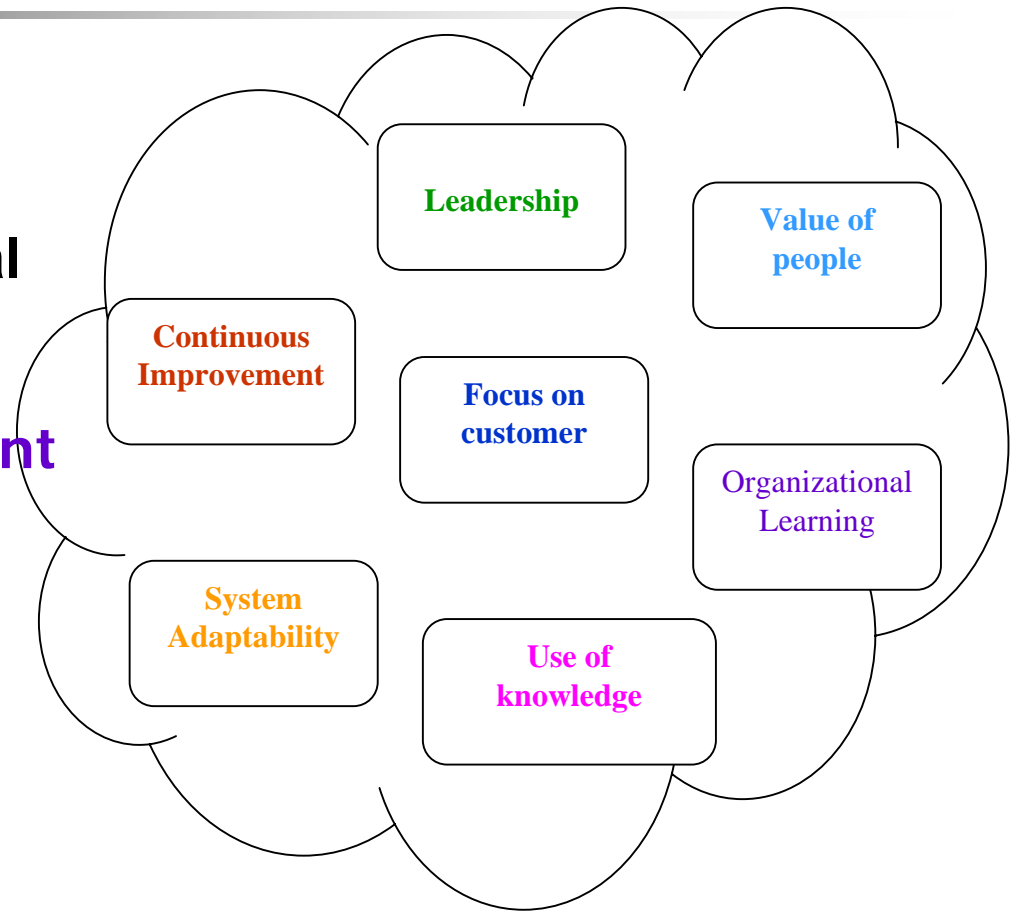 Leadership
Value of
people
Continuous
Improvement
Focus on
customer
Organizational
Learning
System
Adaptability
Use of
knowledge